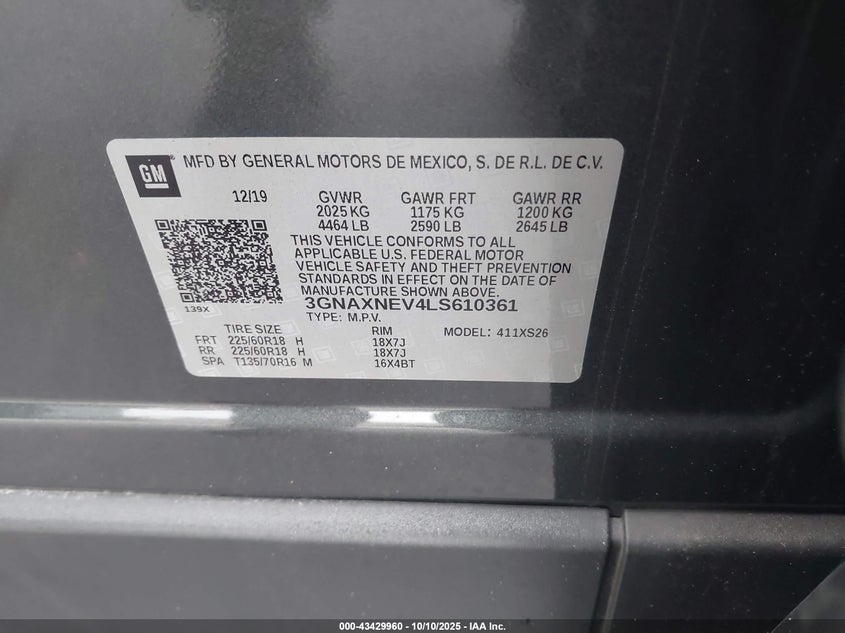 GM ® MFD BY GENERAL MOTORS DE MEXICO, S. DE R.L. DE C.V.
12/19 GVWR GAWR FRT GAWR RR
2025 KG 1175 KG 1200 KG
4464 LB 2590 LB 2645 LB
THIS VEHICLE CONFORMS TO ALL
APPLICABLE U.S. FEDERAL MOTOR
VEHICLE SAFETY AND THEFT PREVENTION
STANDARDS IN EFFECT ON THE DATE OF
MANUFACTURE SHOWN ABOVE.
139X 3GNAXNEV4LS610361
TYPE: M.P.V.
TIRE SIZE RIM MODEL: 411XS26
FRT 225/60R18 H 18X7J
RR 225/60R18 H 18X7J
SPA T135/70R16 M 16X4BT
000-43429960 - 10/10/2025 - IAA Inc.